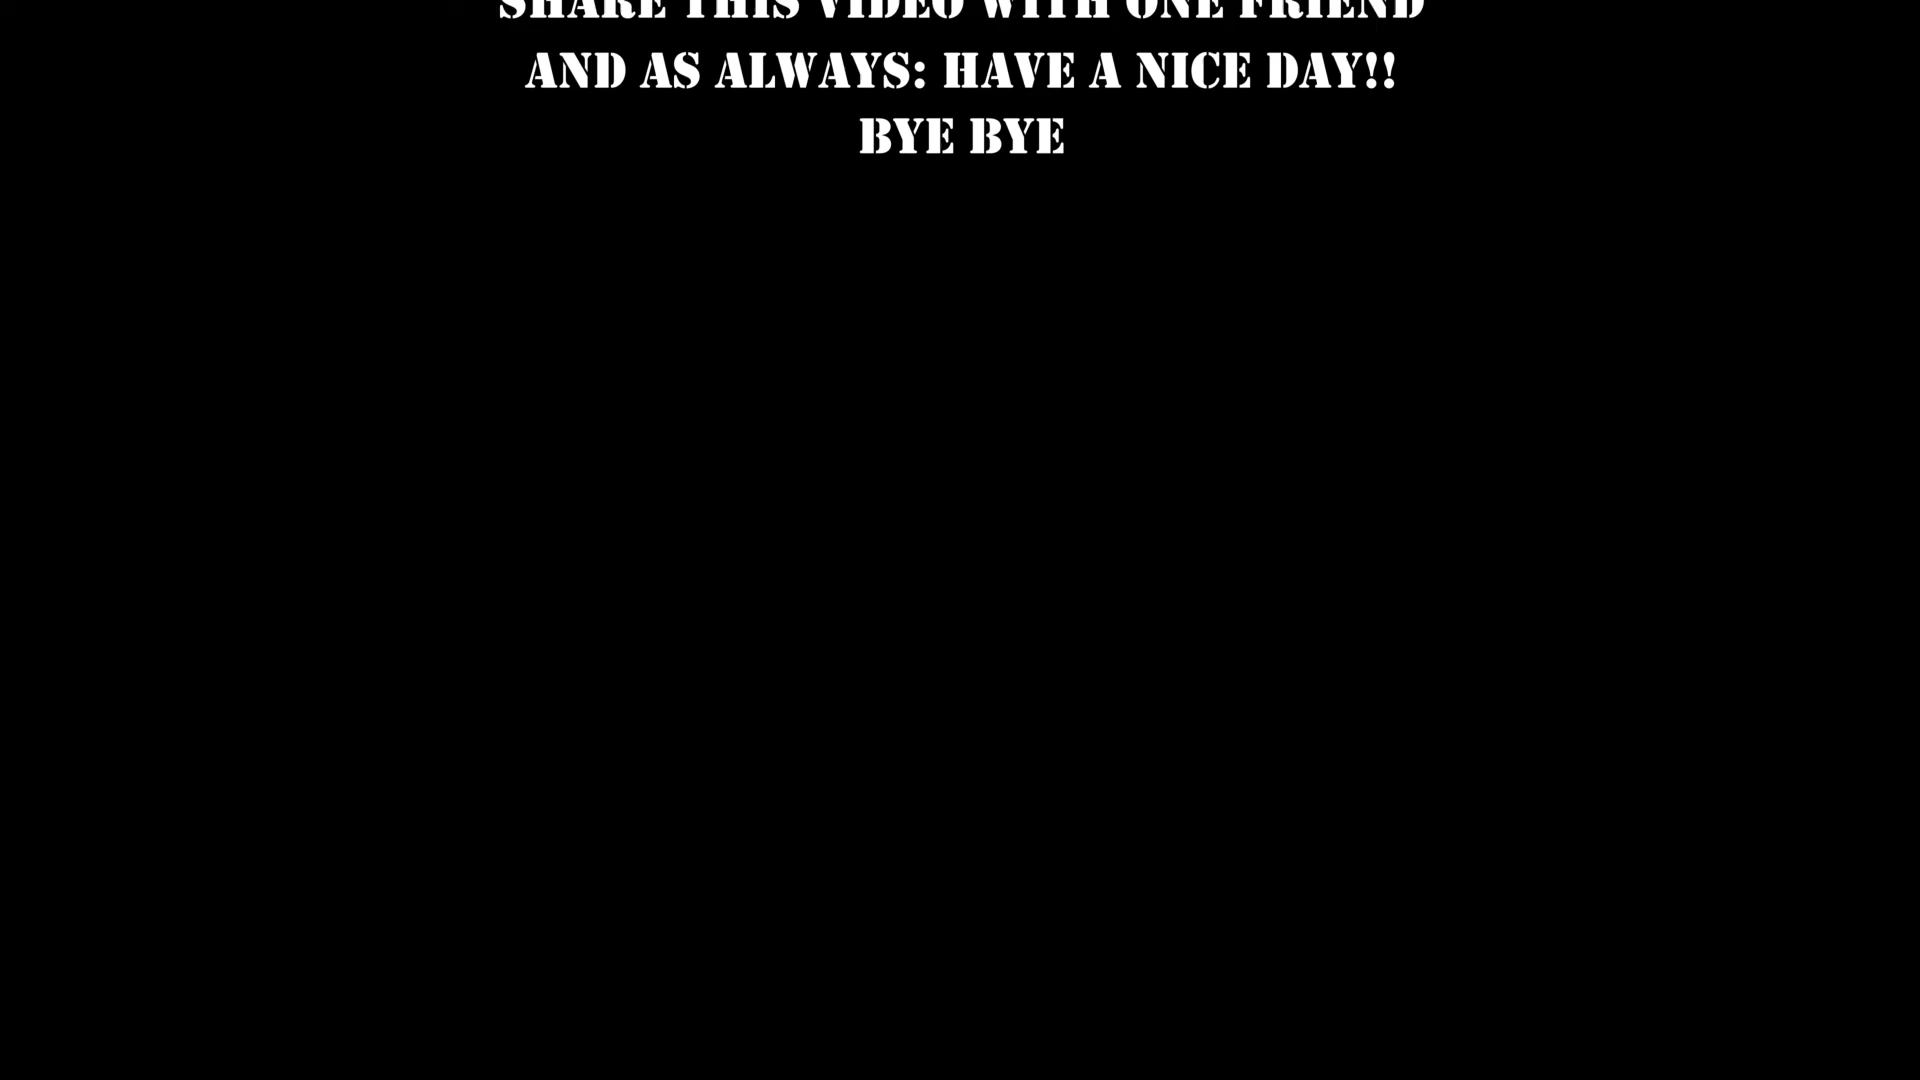 SHARE THIS VIDEO WITH ONE FRIEND
AND AS ALWAYS: HAVE A NICE DAY!!
BYE BYE